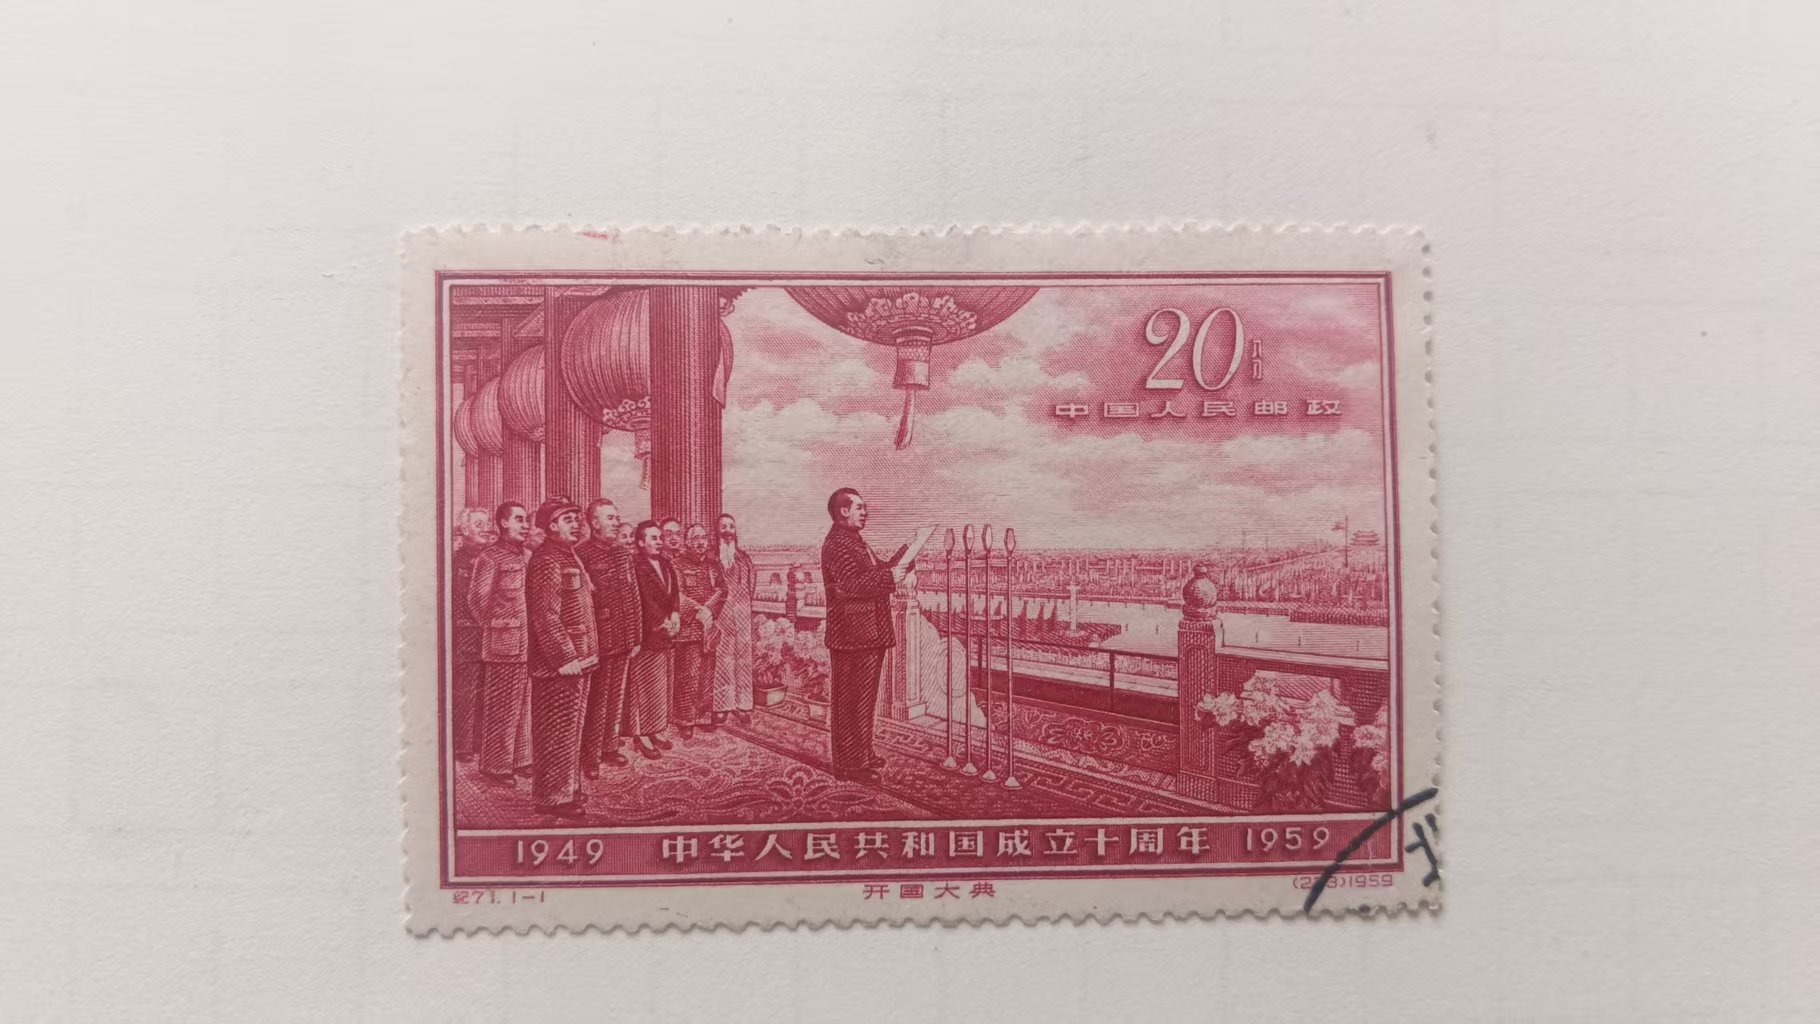 20分
中国人民邮政
1949 中华人民共和国成立十周年 1959
纪71.1-1 开国大典 1959